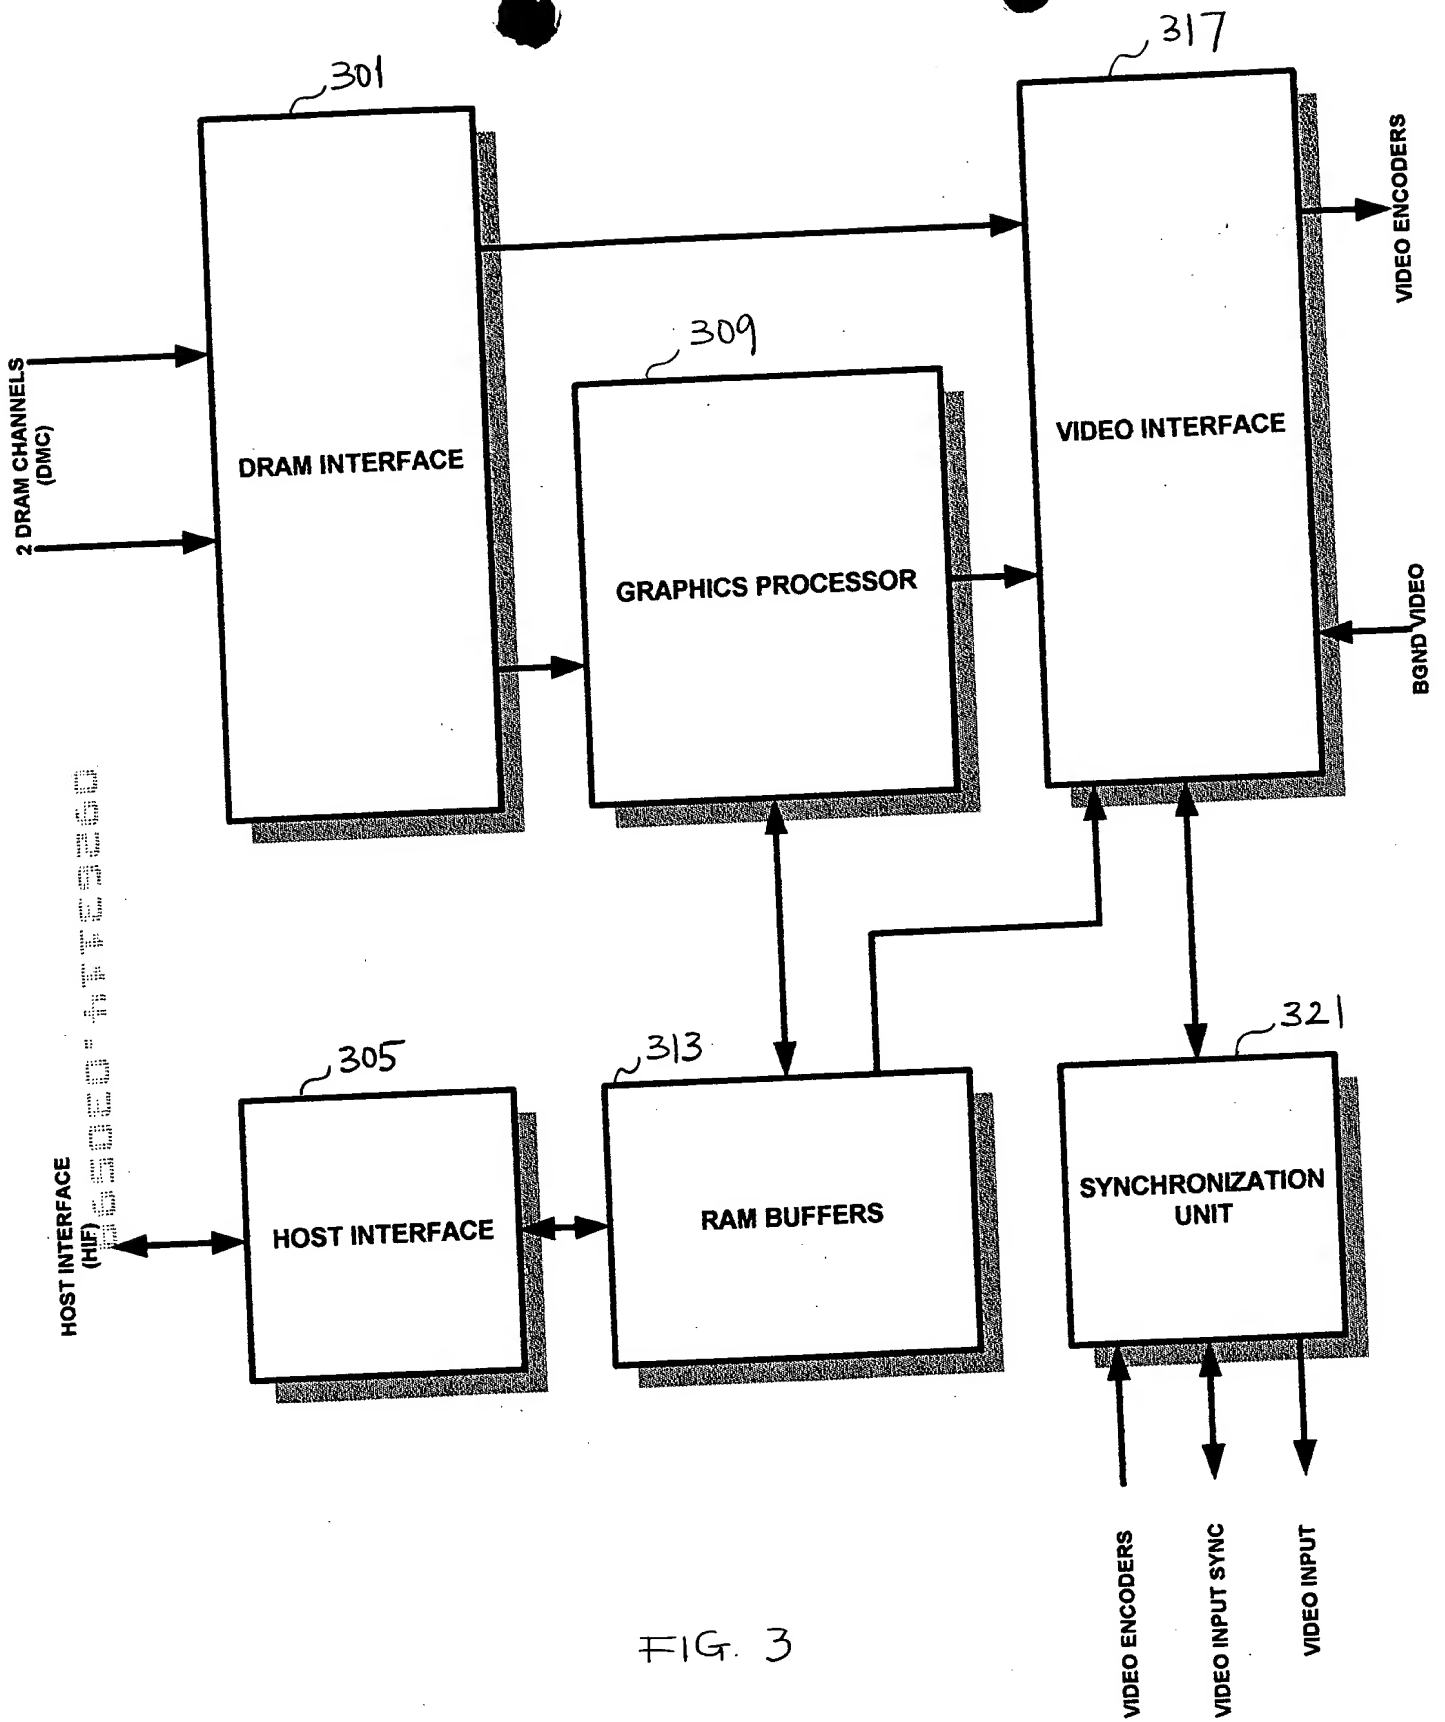 301
317
VIDEO ENCODERS
309
2 DRAM CHANNELS
(DMC)
DRAM INTERFACE
VIDEO INTERFACE
GRAPHICS PROCESSOR
BGND VIDEO
305
313
321
HOST INTERFACE
(HIF)
HOST INTERFACE
RAM BUFFERS
SYNCHRONIZATION
UNIT
VIDEO ENCODERS
VIDEO INPUT SYNC
VIDEO INPUT
FIG. 3